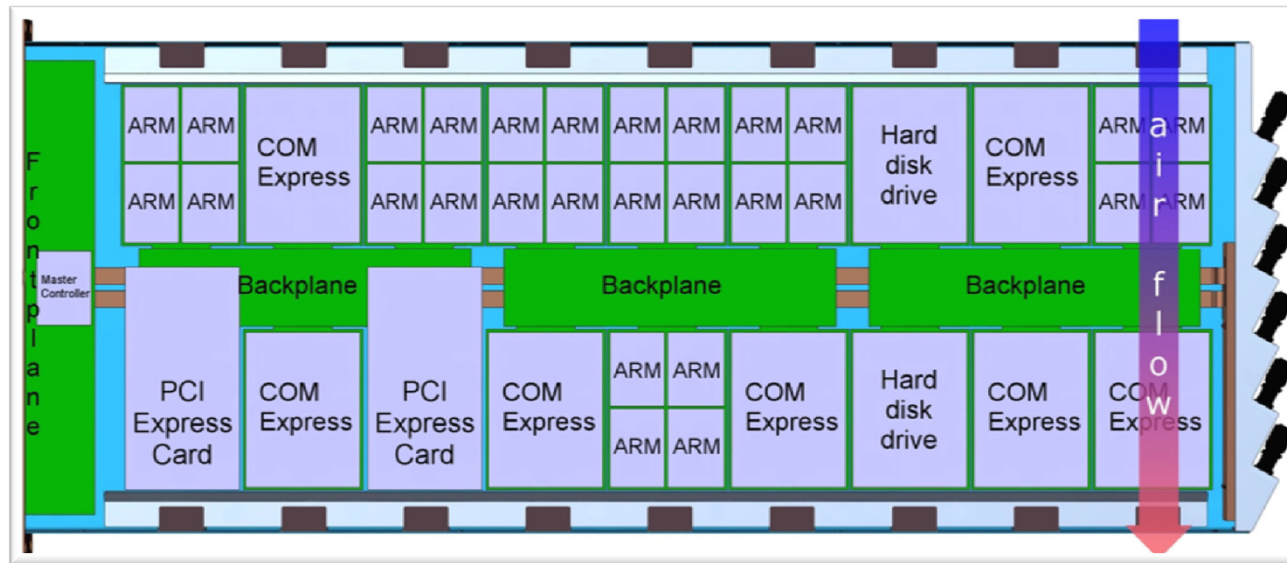 ARM ARM
ARM ARM
COM
Express
ARM ARM
ARM ARM
ARM ARM
ARM ARM
ARM ARM
ARM ARM
ARM ARM
ARM ARM
Hard
disk
drive
COM
Express
ARM ARM
ARM ARM
Frontplane
Master
Controller
Backplane
Backplane
Backplane
PCI
Express
Card
COM
Express
PCI
Express
Card
COM
Express
ARM ARM
ARM ARM
COM
Express
Hard
disk
drive
COM
Express
COM
Express
air flow